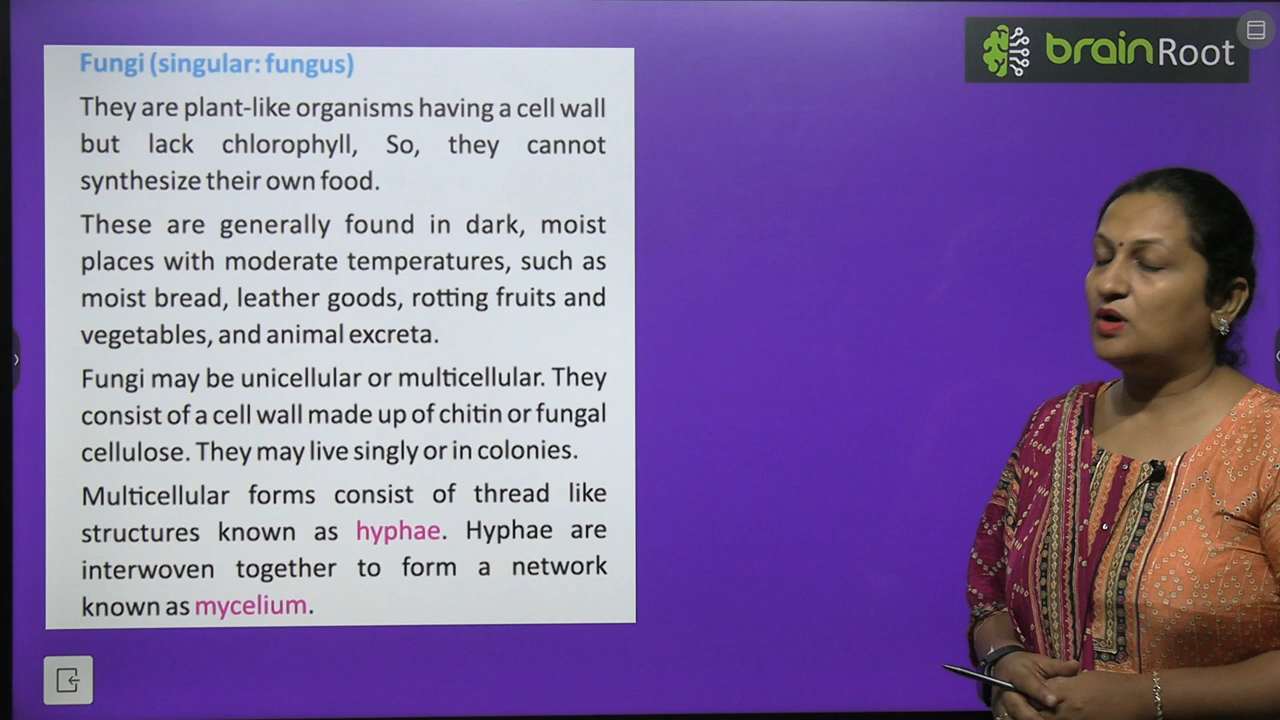 brainRoot
Fungi (singular: fungus)
They are plant-like organisms having a cell wall
but lack chlorophyll, So, they cannot
synthesize their own food.
These are generally found in dark, moist
places with moderate temperatures, such as
moist bread, leather goods, rotting fruits and
vegetables, and animal excreta.
Fungi may be unicellular or multicellular. They
consist of a cell wall made up of chitin or fungal
cellulose. They may live singly or in colonies.
Multicellular forms consist of thread like
structures known as hyphae. Hyphae are
interwoven together to form a network
known as mycelium.